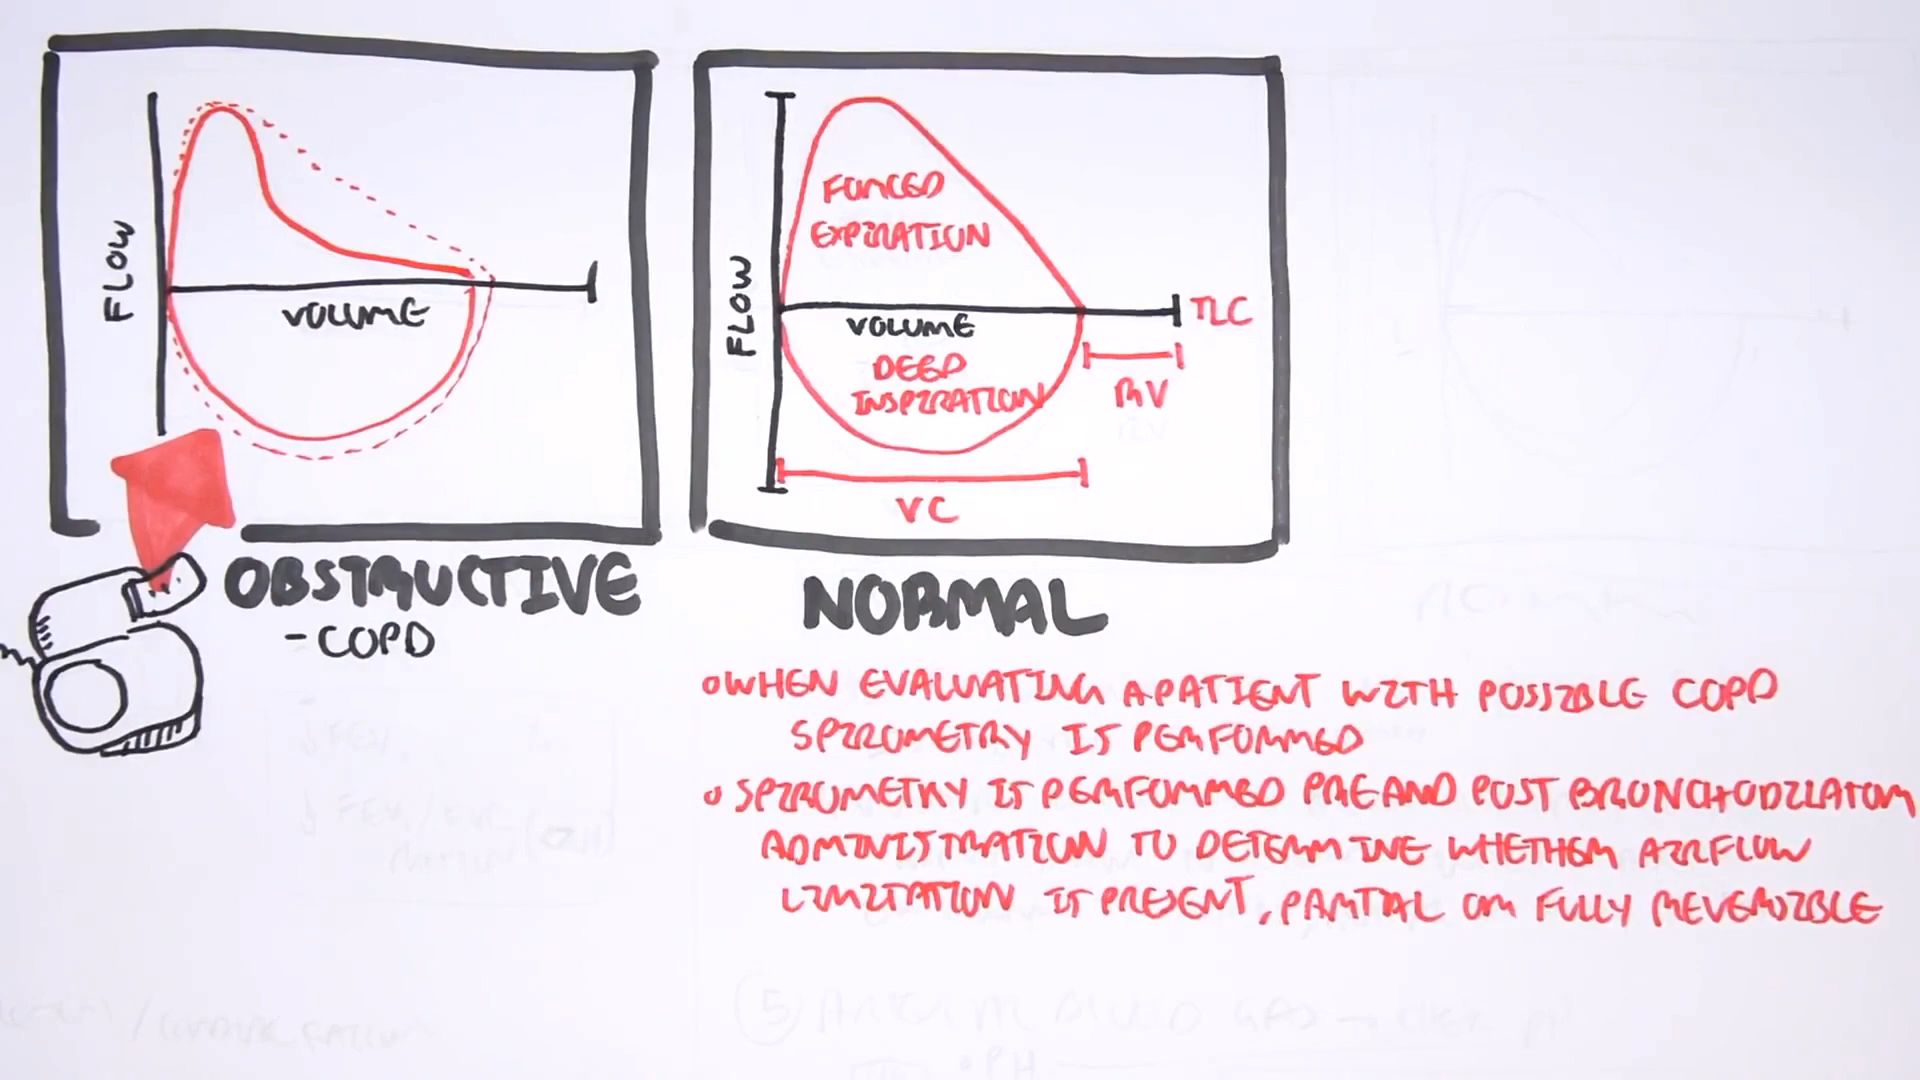 FLOW
VOLUME
OBSTRUCTIVE
- COPD
FLOW
FORCED
EXPIRATION
VOLUME
DEEP
INSPIRATION
TLC
RV
VC
NORMAL
WHEN EVALUATING A PATIENT WITH POSSIBLE COPD
SPIROMETRY IS PERFORMED
SPIROMETRY IS PERFORMED PRE AND POST BRONCHODILATOR
ADMINISTRATION TO DETERMINE WHETHER AIRFLOW
LIMITATION IS PRESENT, PARTIAL OR FULLY REVERSIBLE
RV
↓ FEV₁